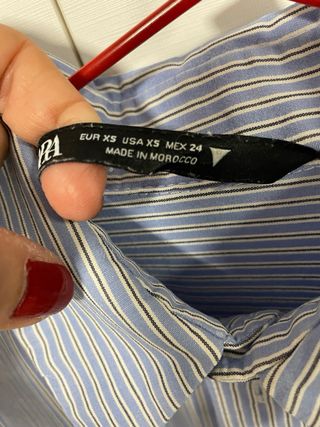 EUR XS USA XS MEX 24
MADE IN MOROCCO